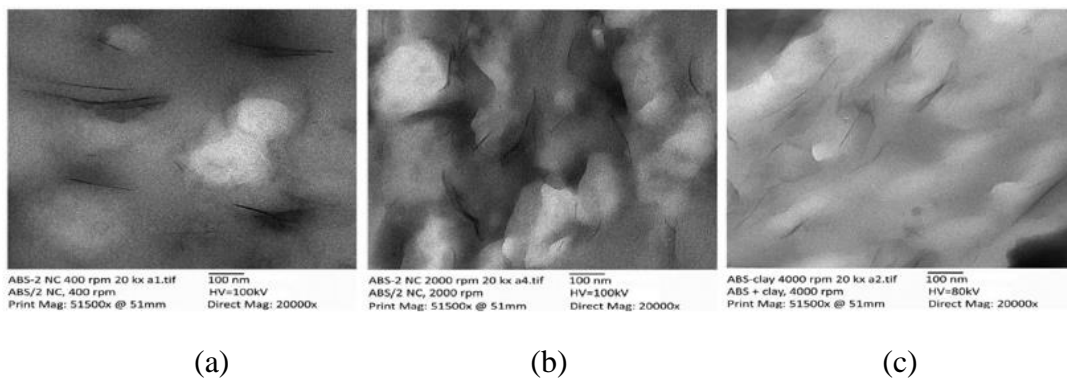 ABS-2 NC 400 rpm 20 kx a1.tif
ABS/2 NC, 400 rpm
Print Mag: 51500x @ 51mm
100 nm
HV=100kV
Direct Mag: 20000x
ABS-2 NC 2000 rpm 20 kx a4.tif
ABS/2 NC, 2000 rpm
Print Mag: 51500x @ 51mm
100 nm
HV=100kV
Direct Mag: 20000x
ABS-clay 4000 rpm 20 kx a2.tif
ABS + clay, 4000 rpm
Print Mag: 51500x @ 51mm
100 nm
HV=80kV
Direct Mag: 20000x
(a)
(b)
(c)